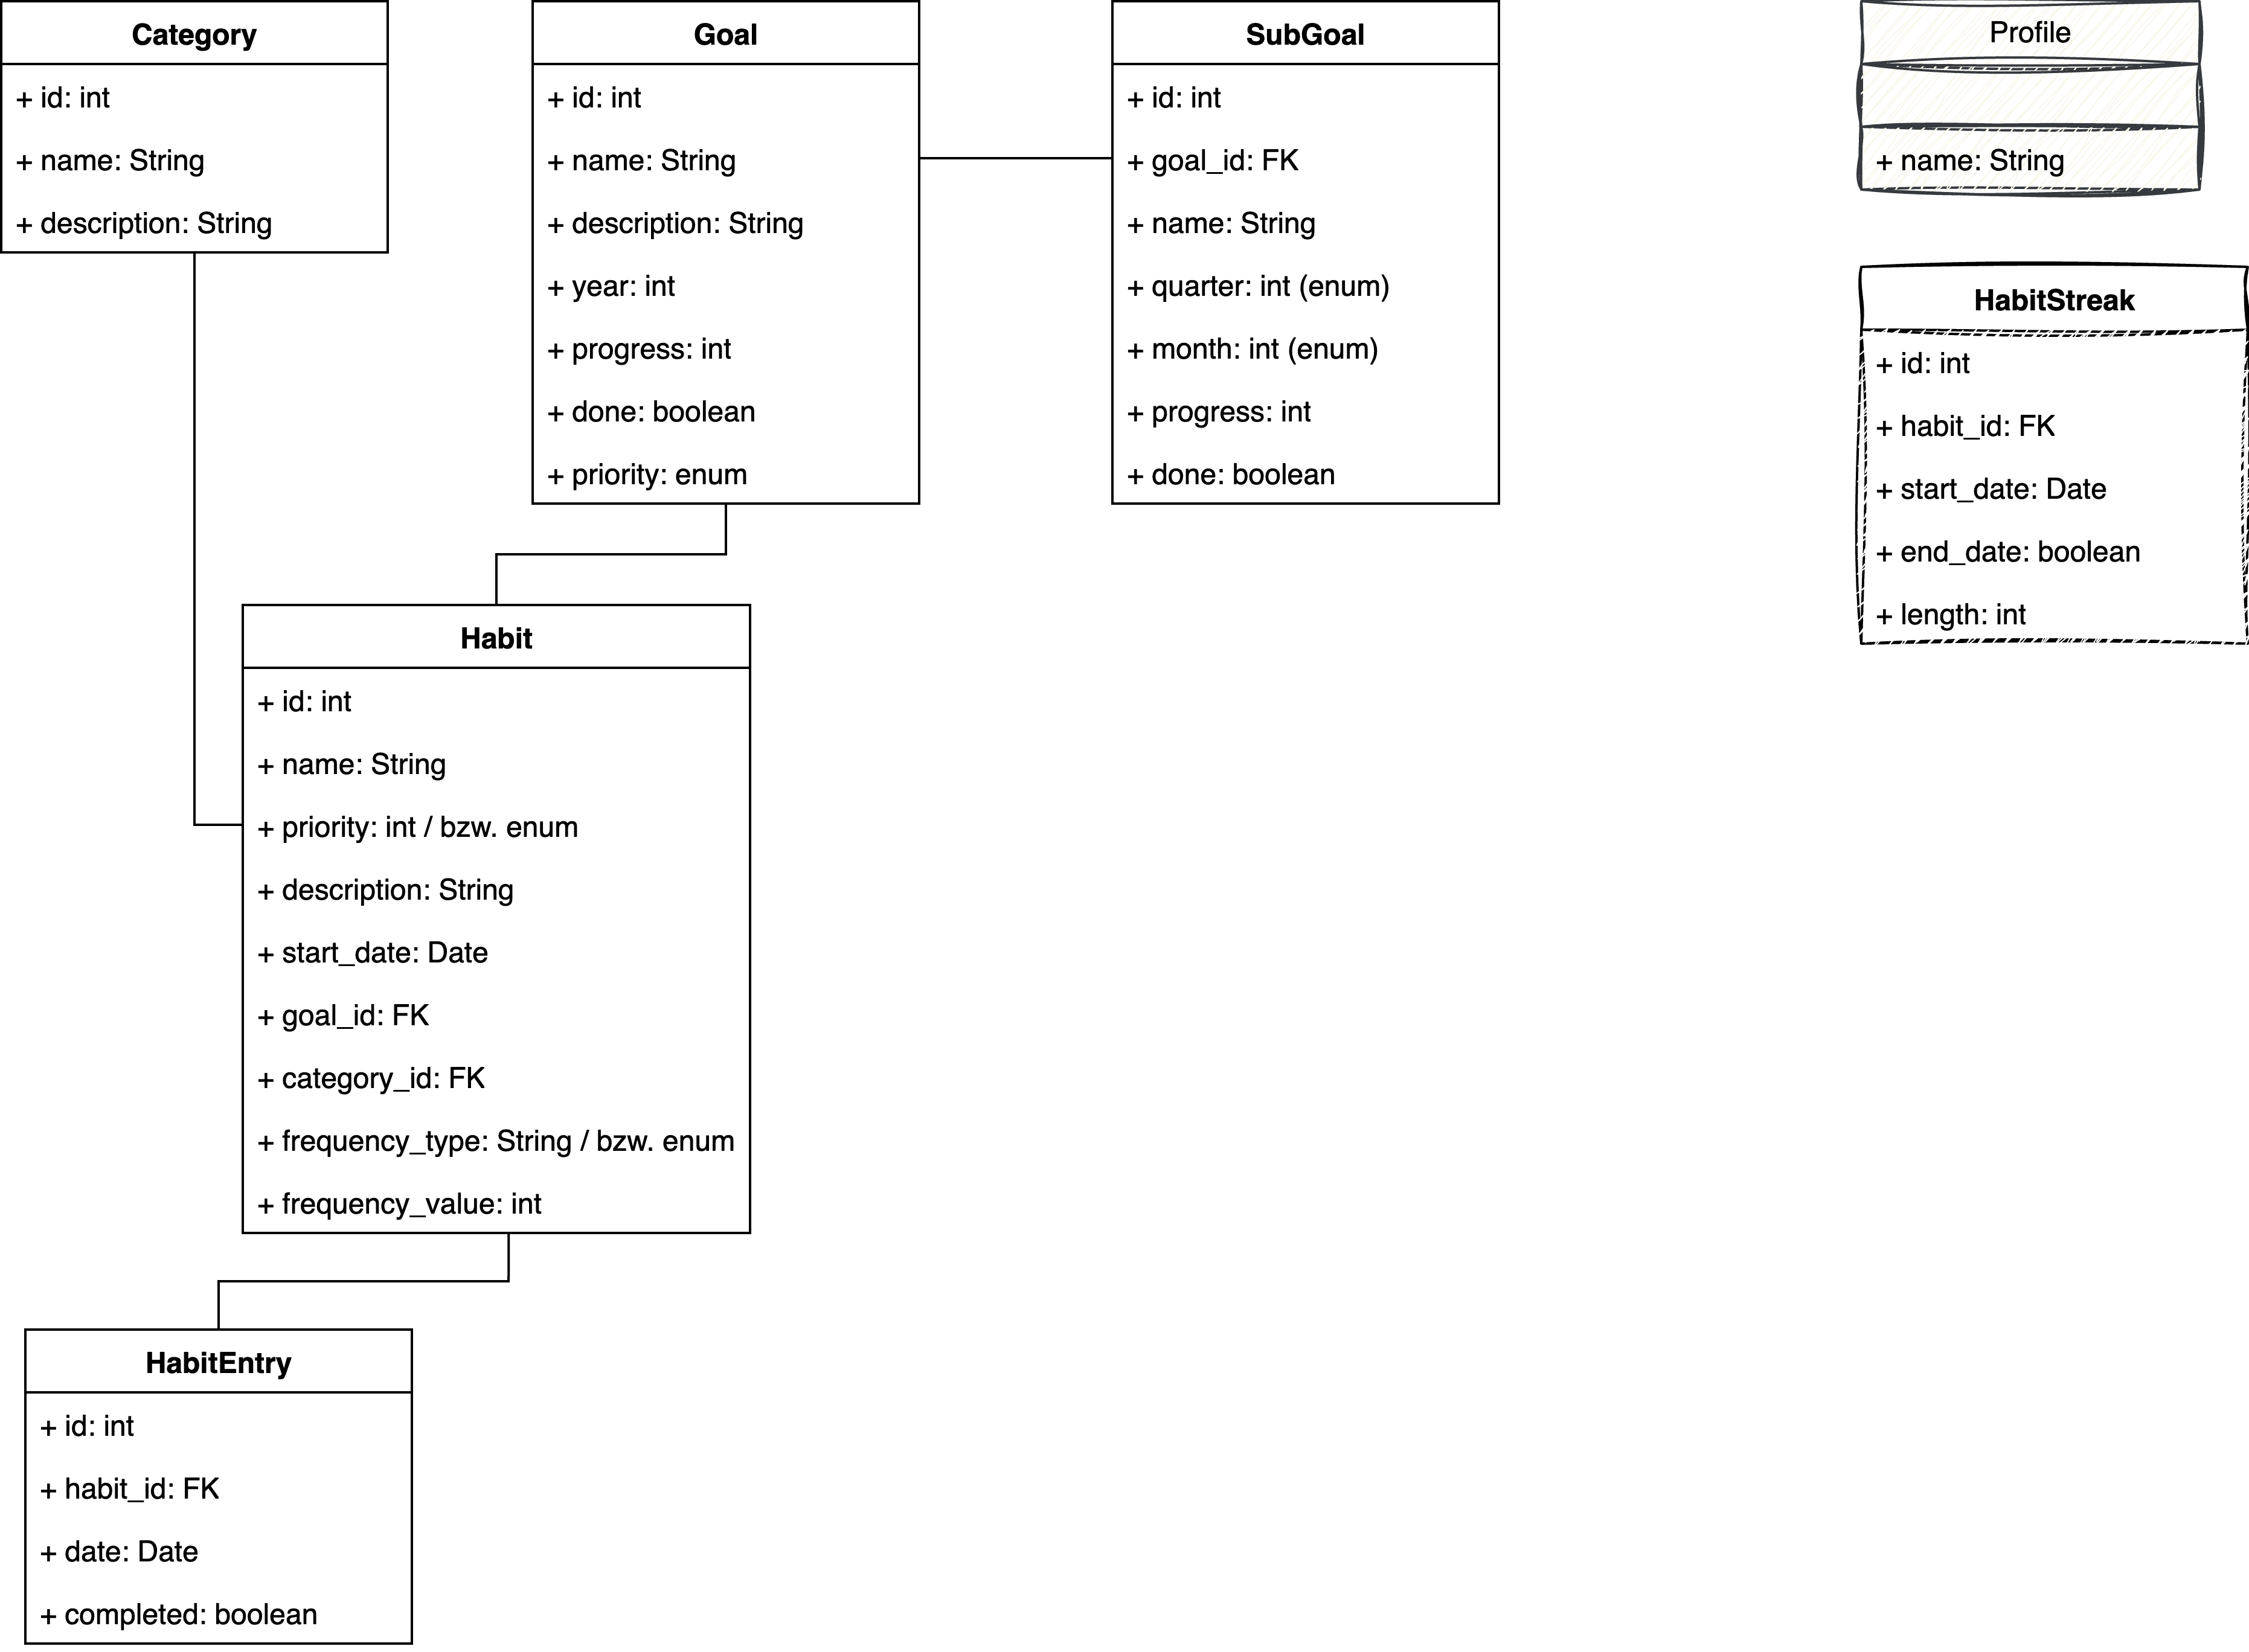 Category
+ id: int
+ name: String
+ description: String
Goal
+ id: int
+ name: String
+ description: String
+ year: int
+ progress: int
+ done: boolean
+ priority: enum
SubGoal
+ id: int
+ goal_id: FK
+ name: String
+ quarter: int (enum)
+ month: int (enum)
+ progress: int
+ done: boolean
Profile
+ name: String
HabitStreak
+ id: int
+ habit_id: FK
+ start_date: Date
+ end_date: boolean
+ length: int
Habit
+ id: int
+ name: String
+ priority: int / bzw. enum
+ description: String
+ start_date: Date
+ goal_id: FK
+ category_id: FK
+ frequency_type: String / bzw. enum
+ frequency_value: int
HabitEntry
+ id: int
+ habit_id: FK
+ date: Date
+ completed: boolean